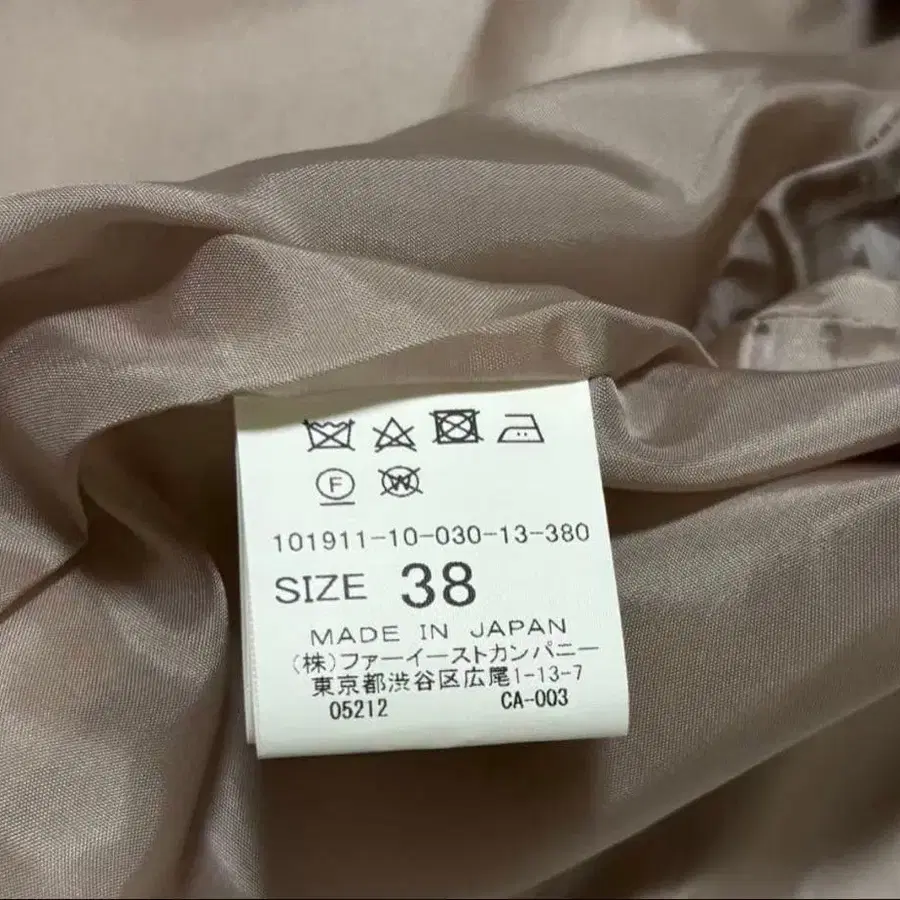 F W
101911-10-030-13-380
SIZE 38
MADE IN JAPAN
(株)ファーイーストカンパニー
東京都渋谷区広尾1-13-7
05212 CA-003